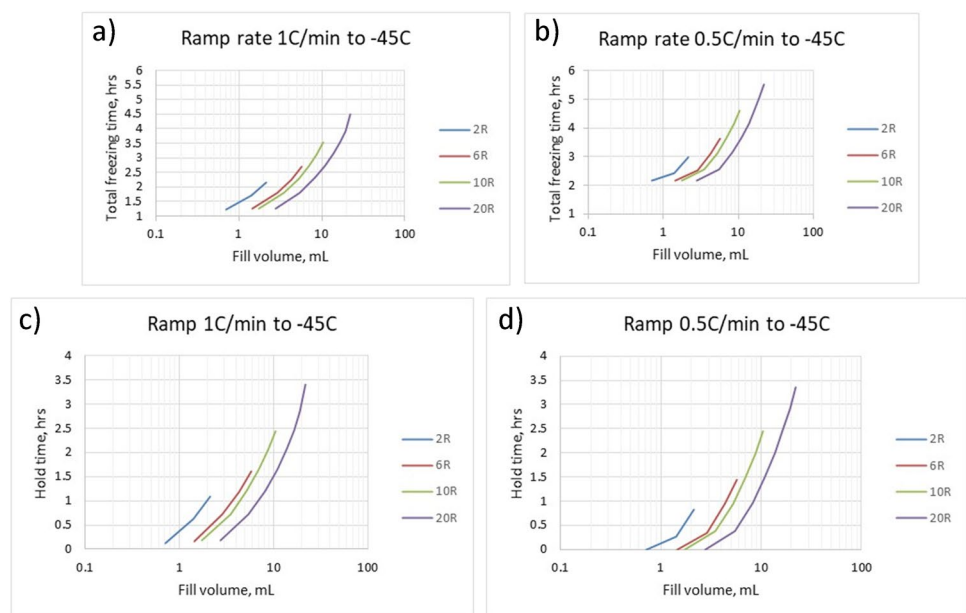 a)
Ramp rate 1C/min to -45C
Total freezing time, hrs
6
5.5
5
4.5
4
3.5
3
2.5
2
1.5
1
0.1
1
10
100
Fill volume, mL
2R
6R
10R
20R
b)
Ramp rate 0.5C/min to -45C
Total freezing time, hrs
6
5
4
3
2
1
0.1
1
10
100
Fill volume, mL
2R
6R
10R
20R
c)
Ramp 1C/min to -45C
Hold time, hrs
4
3.5
3
2.5
2
1.5
1
0.5
0
0.1
1
10
100
Fill volume, mL
2R
6R
10R
20R
d)
Ramp 0.5C/min to -45C
Hold time, hrs
4
3.5
3
2.5
2
1.5
1
0.5
0
0.1
1
10
100
Fill volume, mL
2R
6R
10R
20R